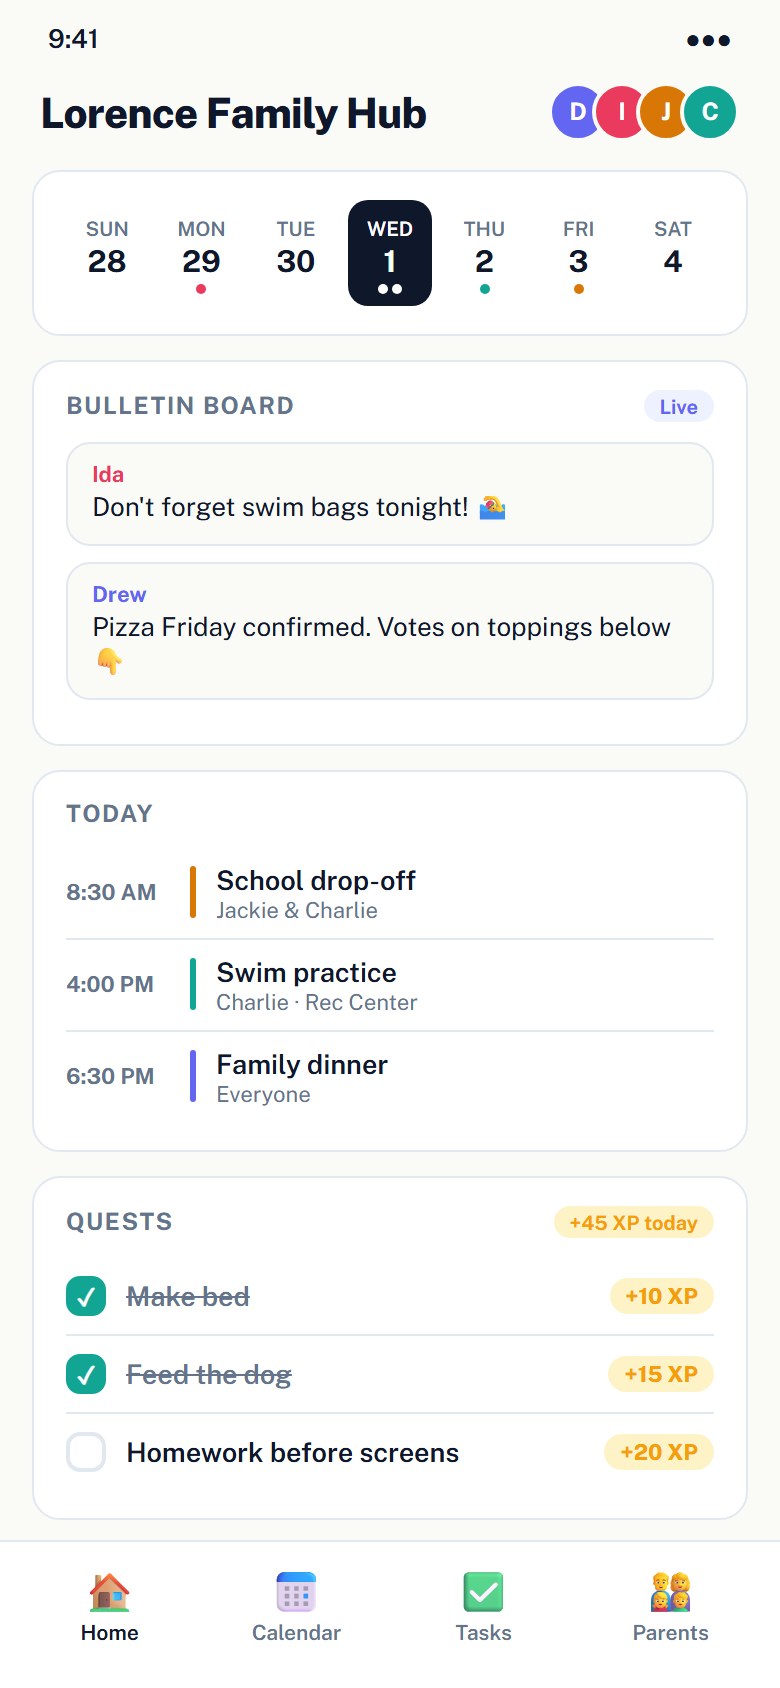 9:41
Lorence Family Hub
D I J C
SUN MON TUE WED THU FRI SAT
28 29 30 1 2 3 4
BULLETIN BOARD Live
Ida
Don't forget swim bags tonight! 🏊
Drew
Pizza Friday confirmed. Votes on toppings below
👇
TODAY
8:30 AM School drop-off
Jackie & Charlie
4:00 PM Swim practice
Charlie · Rec Center
6:30 PM Family dinner
Everyone
QUESTS +45 XP today
Make bed +10 XP
Feed the dog +15 XP
Homework before screens +20 XP
Home Calendar Tasks Parents